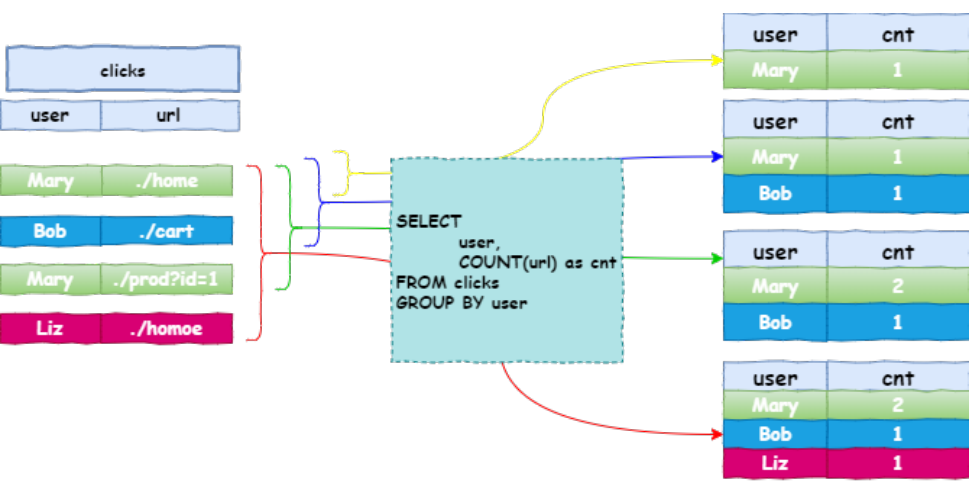 clicks
user url
Mary ./home
Bob ./cart
Mary ./prod?id=1
Liz ./homoe
SELECT
user,
COUNT(url) as cnt
FROM clicks
GROUP BY user
user cnt
Mary 1
user cnt
Mary 1
Bob 1
user cnt
Mary 2
Bob 1
user cnt
Mary 2
Bob 1
Liz 1